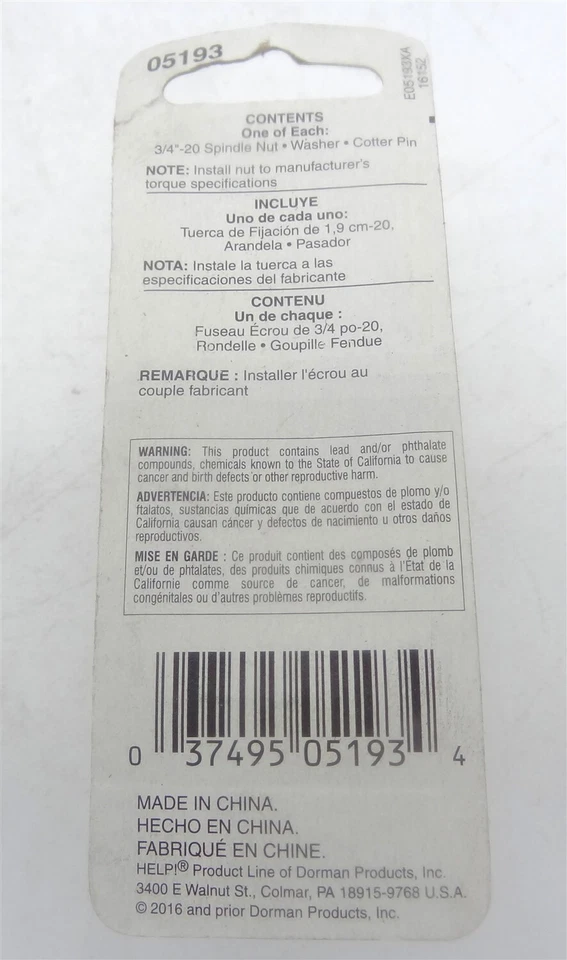 05193
E05193XA
16152
CONTENTS
One of Each:
3/4"-20 Spindle Nut • Washer • Cotter Pin
NOTE: Install nut to manufacturer's
torque specifications
INCLUYE
Uno de cada uno:
Tuerca de Fijación de 1,9 cm-20,
Arandela • Pasador
NOTA: Instale la tuerca a las
especificaciones del fabricante
CONTENU
Un de chaque :
Fuseau Écrou de 3/4 po-20,
Rondelle • Goupille Fendue
REMARQUE : Installer l'écrou au
couple fabricant
WARNING: This product contains lead and/or phthalate
compounds, chemicals known to the State of California to cause
cancer and birth defects or other reproductive harm.
ADVERTENCIA: Este producto contiene compuestos de plomo y/o
ftalatos, sustancias químicas que de acuerdo con el estado de
California causan cáncer y defectos de nacimiento u otros daños
reproductivos.
MISE EN GARDE : Ce produit contient des composés de plomb
et/ou de phtalates, des produits chimiques connus à l'État de la
Californie comme source de cancer, de malformations
congénitales ou d'autres problèmes reproductifs.
0 37495 05193 4
MADE IN CHINA.
HECHO EN CHINA.
FABRIQUÉ EN CHINE.
HELP!® Product Line of Dorman Products, Inc.
3400 E Walnut St., Colmar, PA 18915-9768 U.S.A.
© 2016 and prior Dorman Products, Inc.